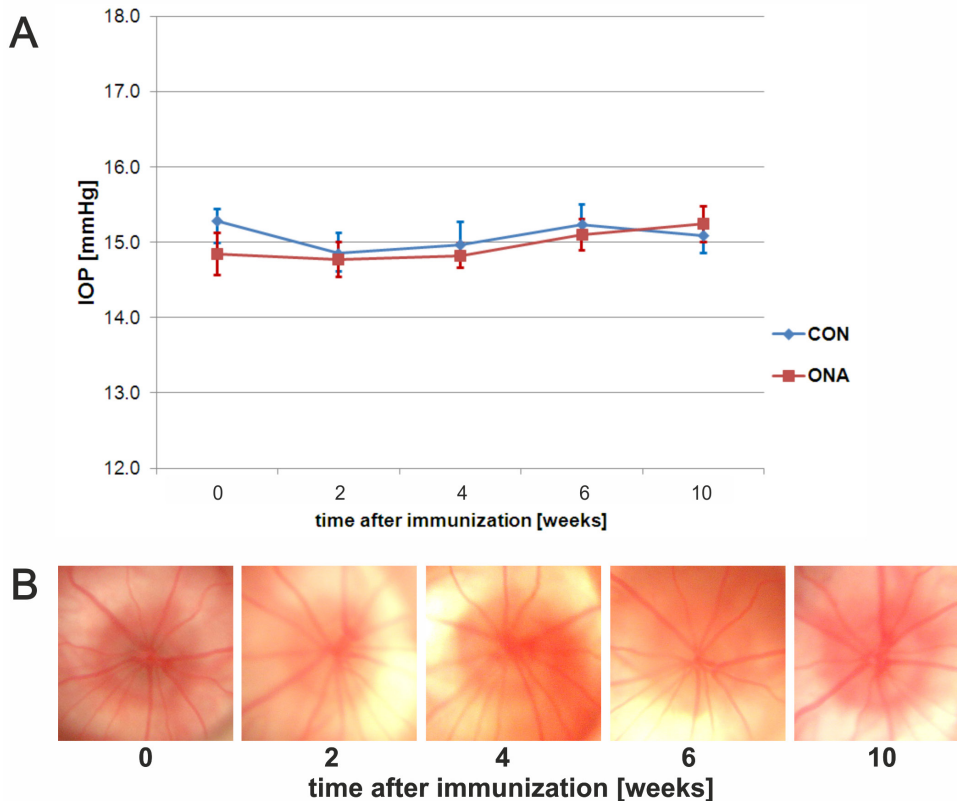 A
18.0
17.0
16.0
15.0
14.0
13.0
12.0
IOP [mmHg]
0 2 4 6 10
time after immunization [weeks]
CON
ONA
B
0 2 4 6 10
time after immunization [weeks]